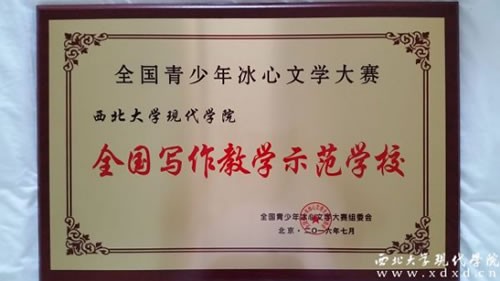 全国青少年冰心文学大赛
西北大学现代学院
全国写作教学示范学校
全国青少年冰心文学大赛组委会
北京·二〇一六年七月
西北大学现代学院
www.xdxd.cn